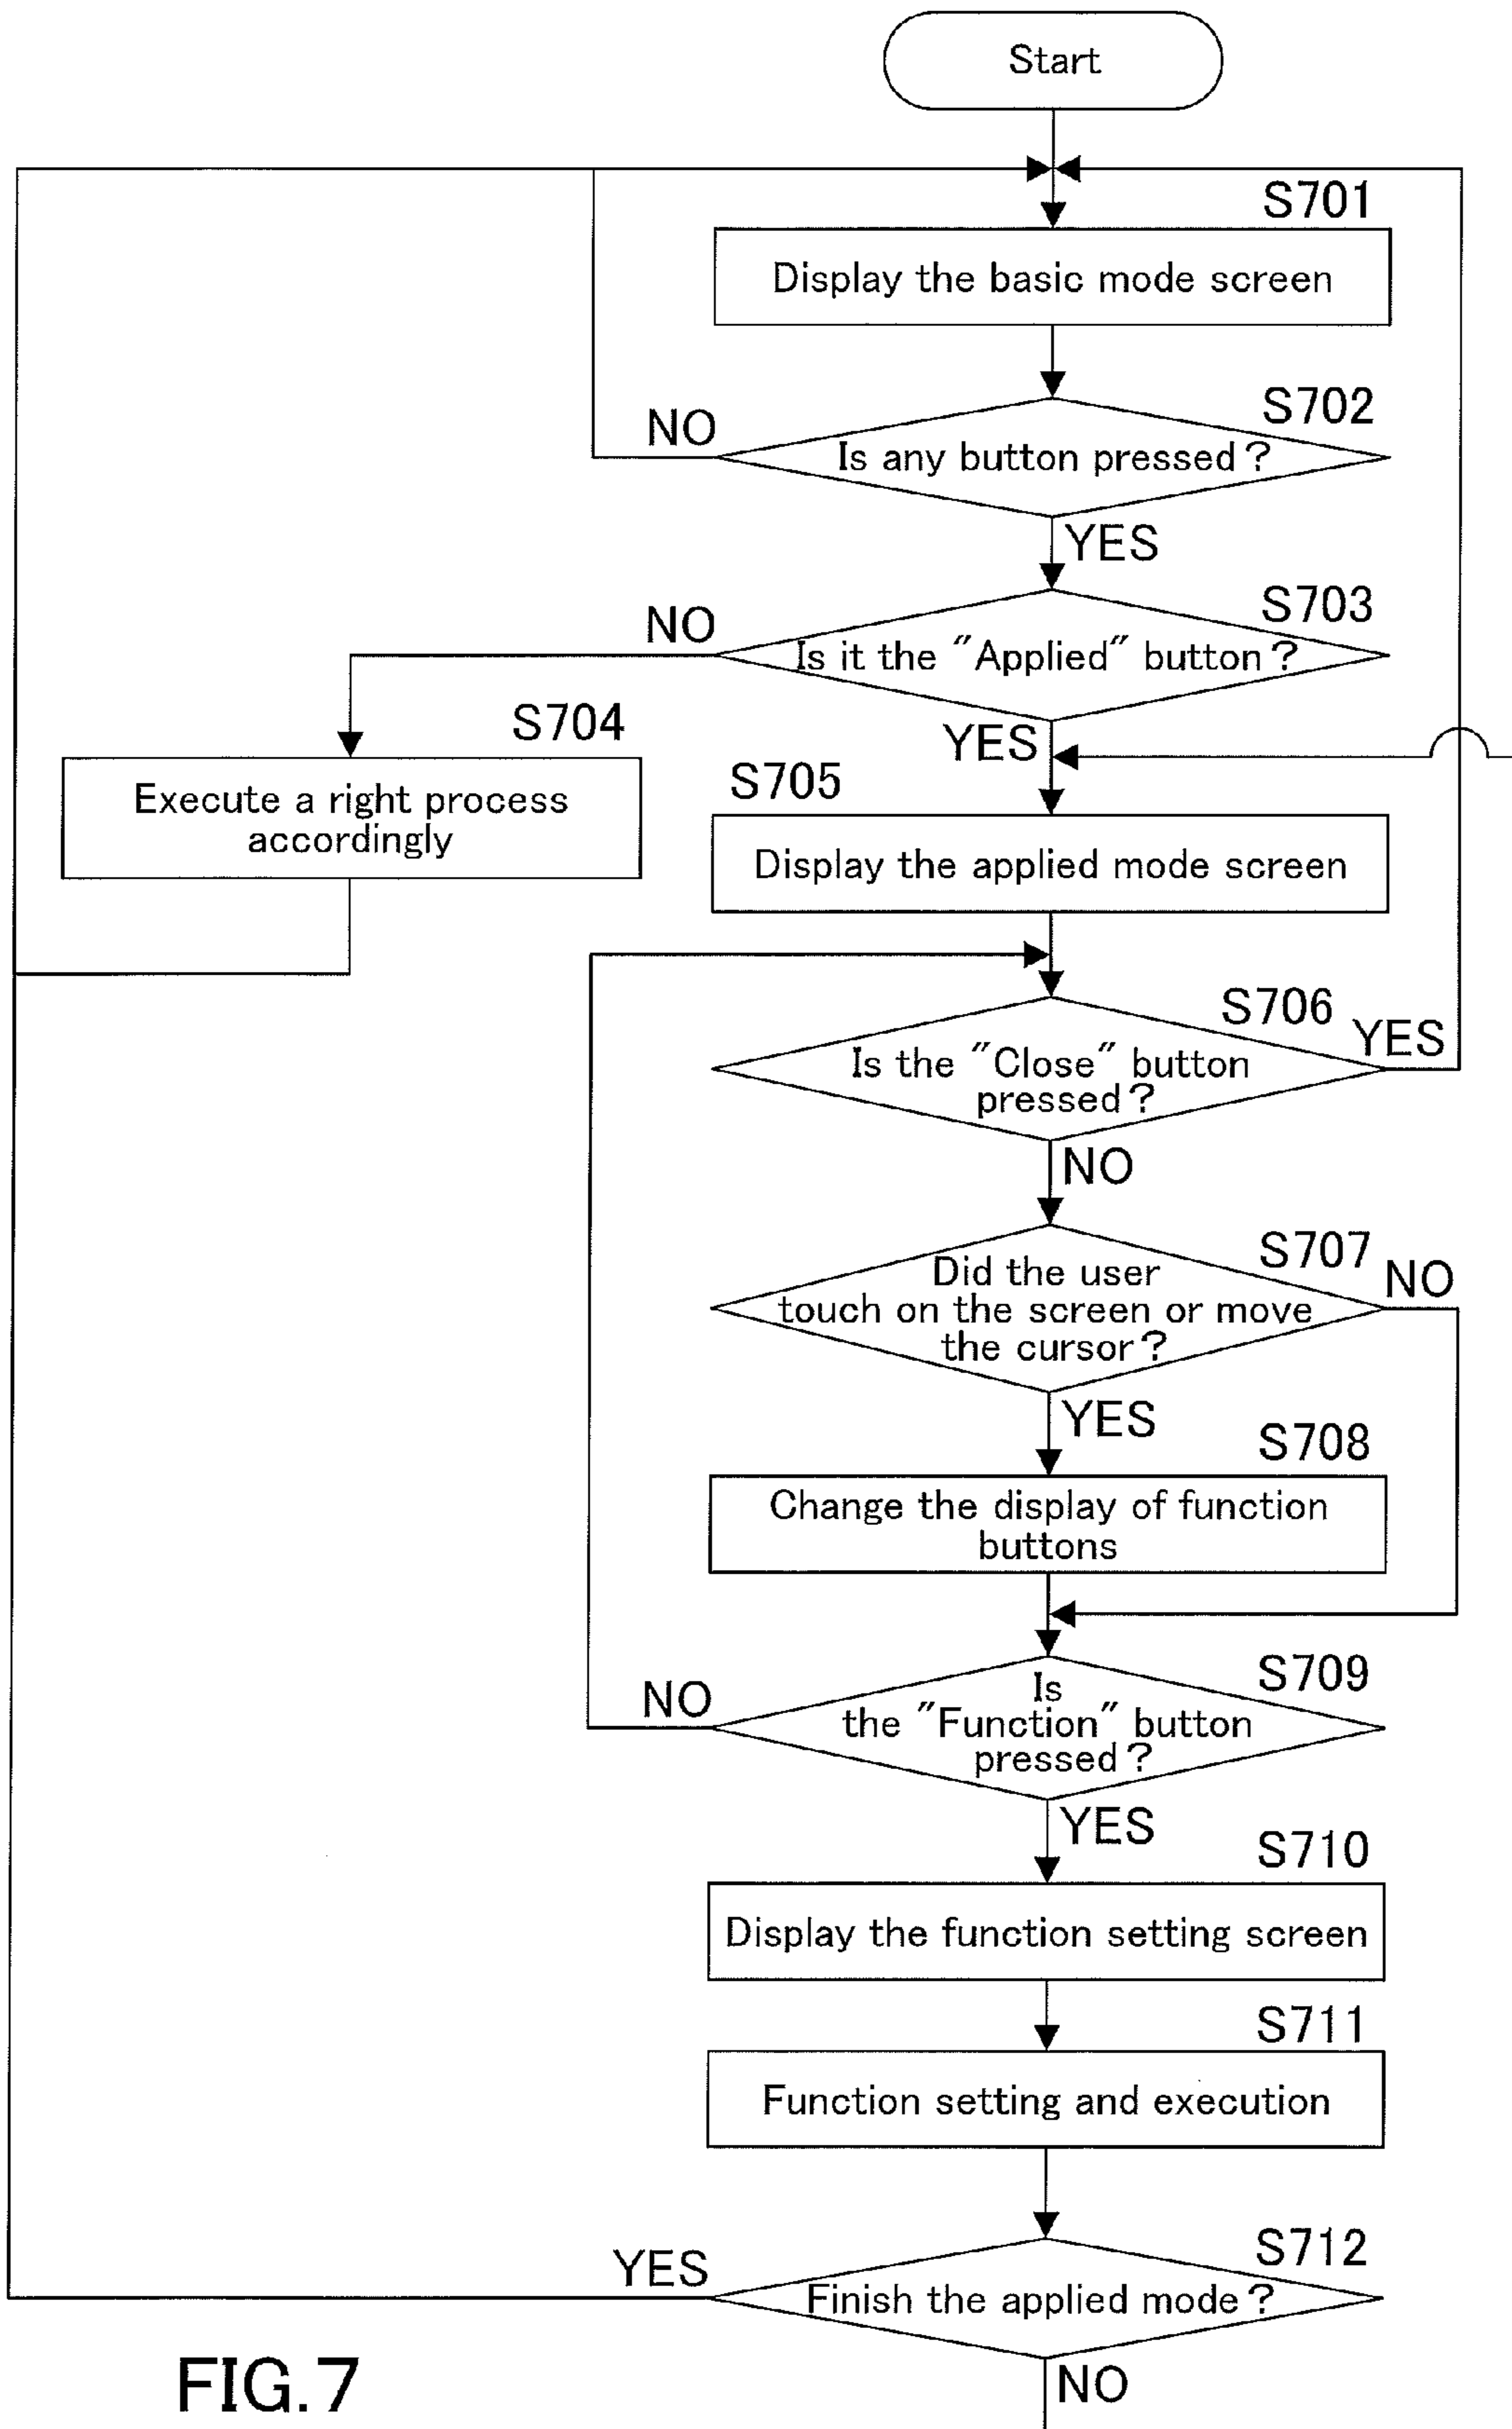 Start
S701
Display the basic mode screen
S702
NO
Is any button pressed?
YES
S703
NO
Is it the "Applied" button?
YES
S704
Execute a right process
accordingly
S705
Display the applied mode screen
S706
YES
Is the "Close" button
pressed?
NO
S707
NO
Did the user
touch on the screen or move
the cursor?
YES
S708
Change the display of function
buttons
S709
NO
Is
the "Function" button
pressed?
YES
S710
Display the function setting screen
S711
Function setting and execution
S712
YES
Finish the applied mode?
NO
FIG.7